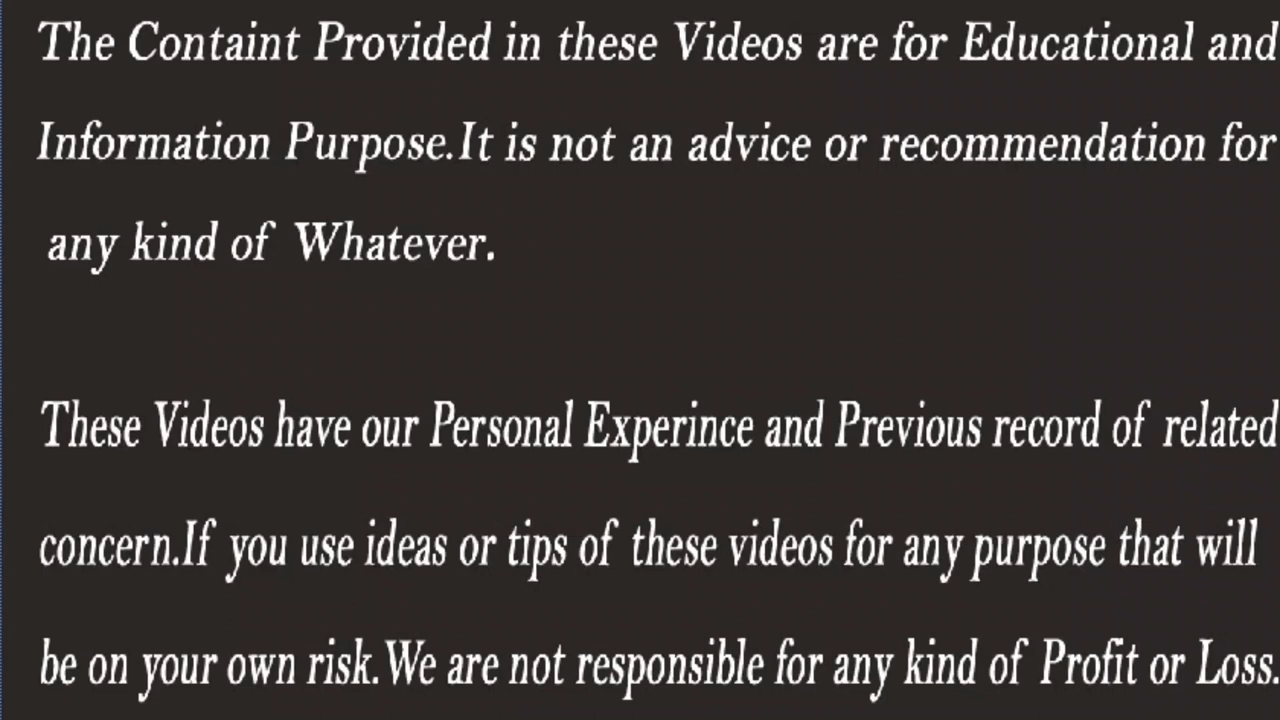 The Containt Provided in these Videos are for Educational and
Information Purpose.It is not an advice or recommendation for
any kind of Whatever.
These Videos have our Personal Experince and Previous record of related
concern.If you use ideas or tips of these videos for any purpose that will
be on your own risk.We are not responsible for any kind of Profit or Loss.